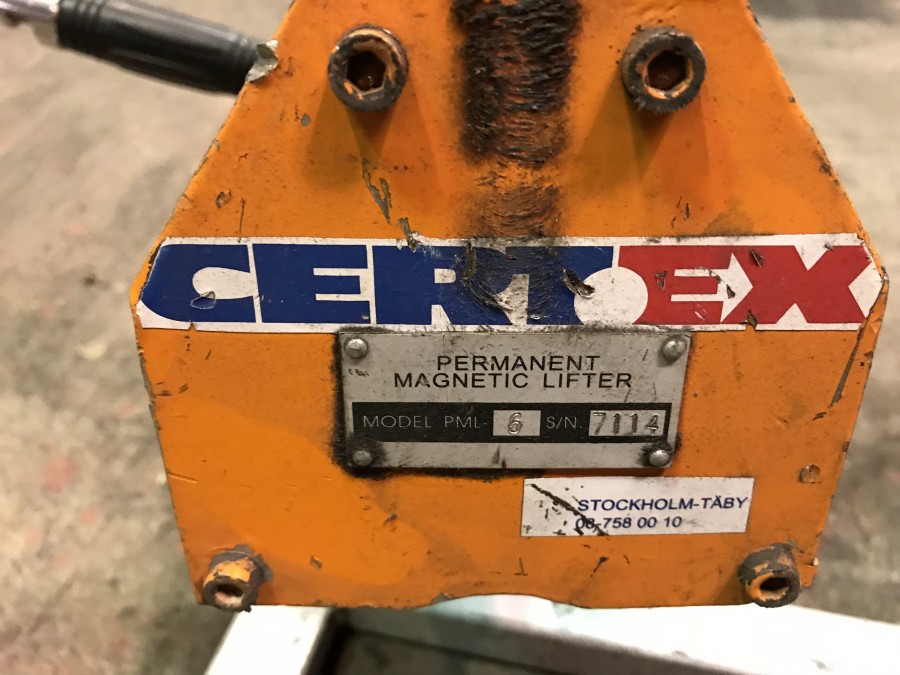 CERTEX
PERMANENT
MAGNETIC LIFTER
MODEL PML- 6 S/N. 7114
STOCKHOLM-TÄBY
08-758 00 10